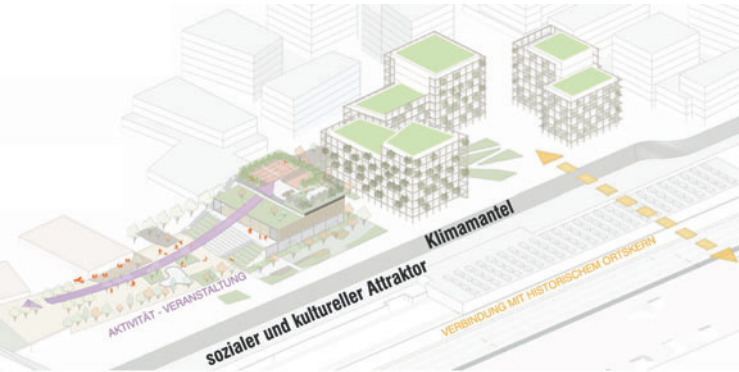 Klimamantel
sozialer und kultureller Attraktor
AKTIVITÄT - VERANSTALTUNG
VERBINDUNG MIT HISTORISCHEM ORTSKERN